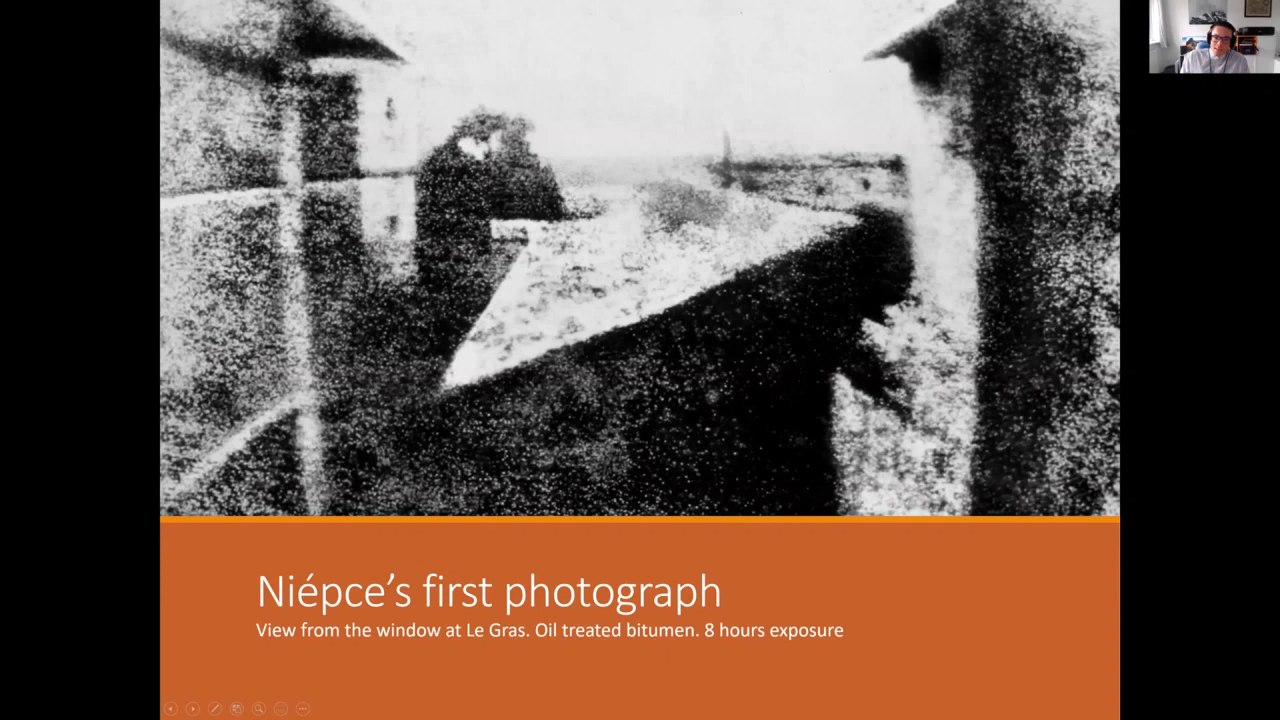 Niépce’s first photograph
View from the window at Le Gras. Oil treated bitumen. 8 hours exposure